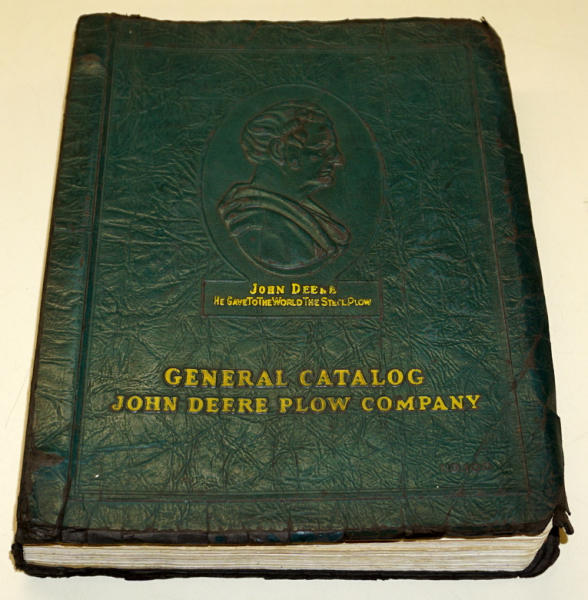 JOHN DEERE
HE GAVE TO THE WORLD THE STEEL PLOW
GENERAL CATALOG
JOHN DEERE PLOW COMPANY